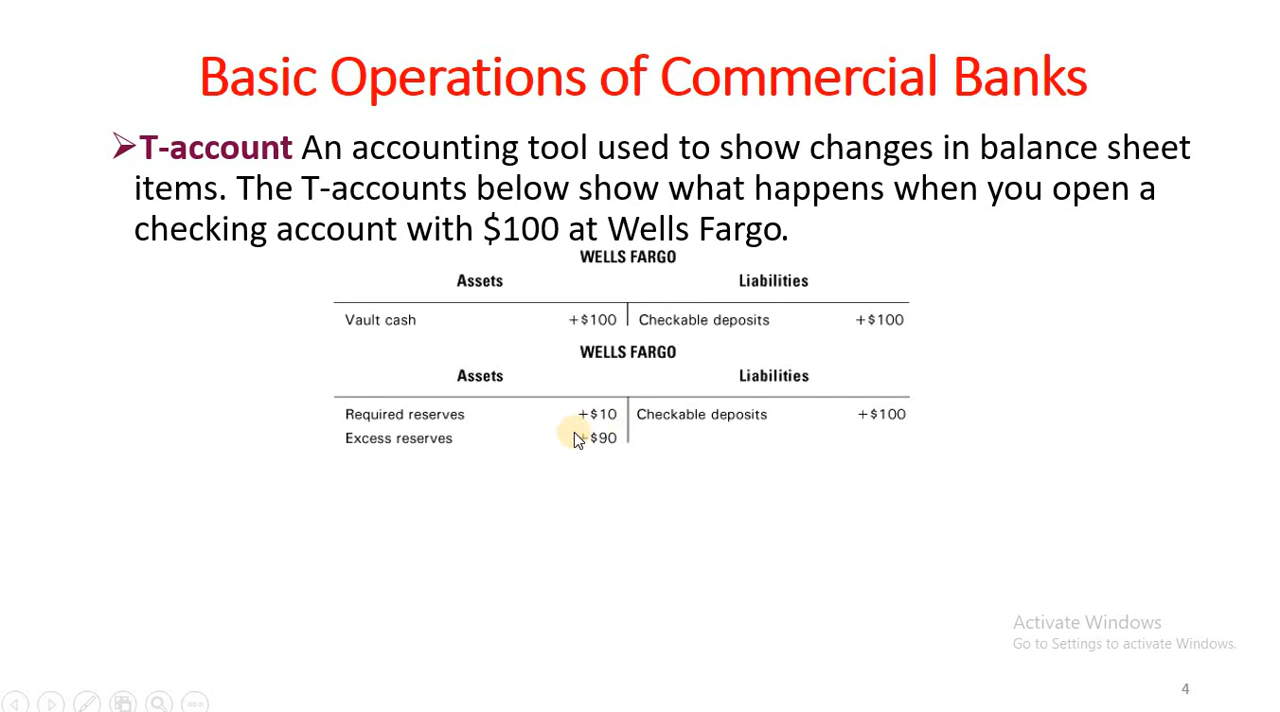 Basic Operations of Commercial Banks
T-account An accounting tool used to show changes in balance sheet
items. The T-accounts below show what happens when you open a
checking account with $100 at Wells Fargo.
WELLS FARGO
Assets Liabilities
Vault cash +$100 Checkable deposits +$100
WELLS FARGO
Assets Liabilities
Required reserves +$10 Checkable deposits +$100
Excess reserves +$90
Activate Windows
Go to Settings to activate Windows.
4